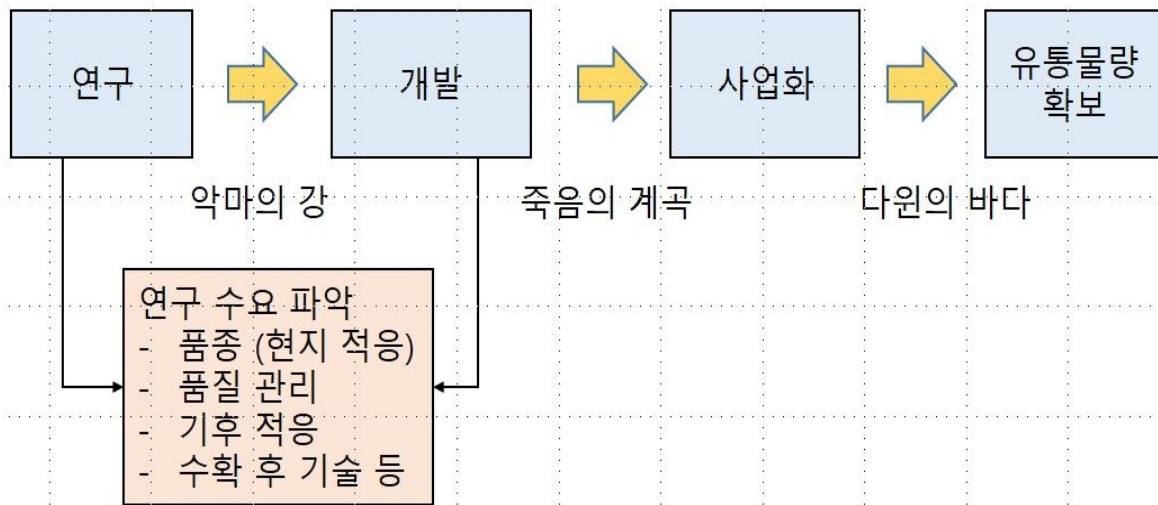 연구
개발
사업화
유통물량
확보
악마의 강
죽음의 계곡
다윈의 바다
연구 수요 파악
- 품종 (현지 적응)
- 품질 관리
- 기후 적응
- 수확 후 기술 등